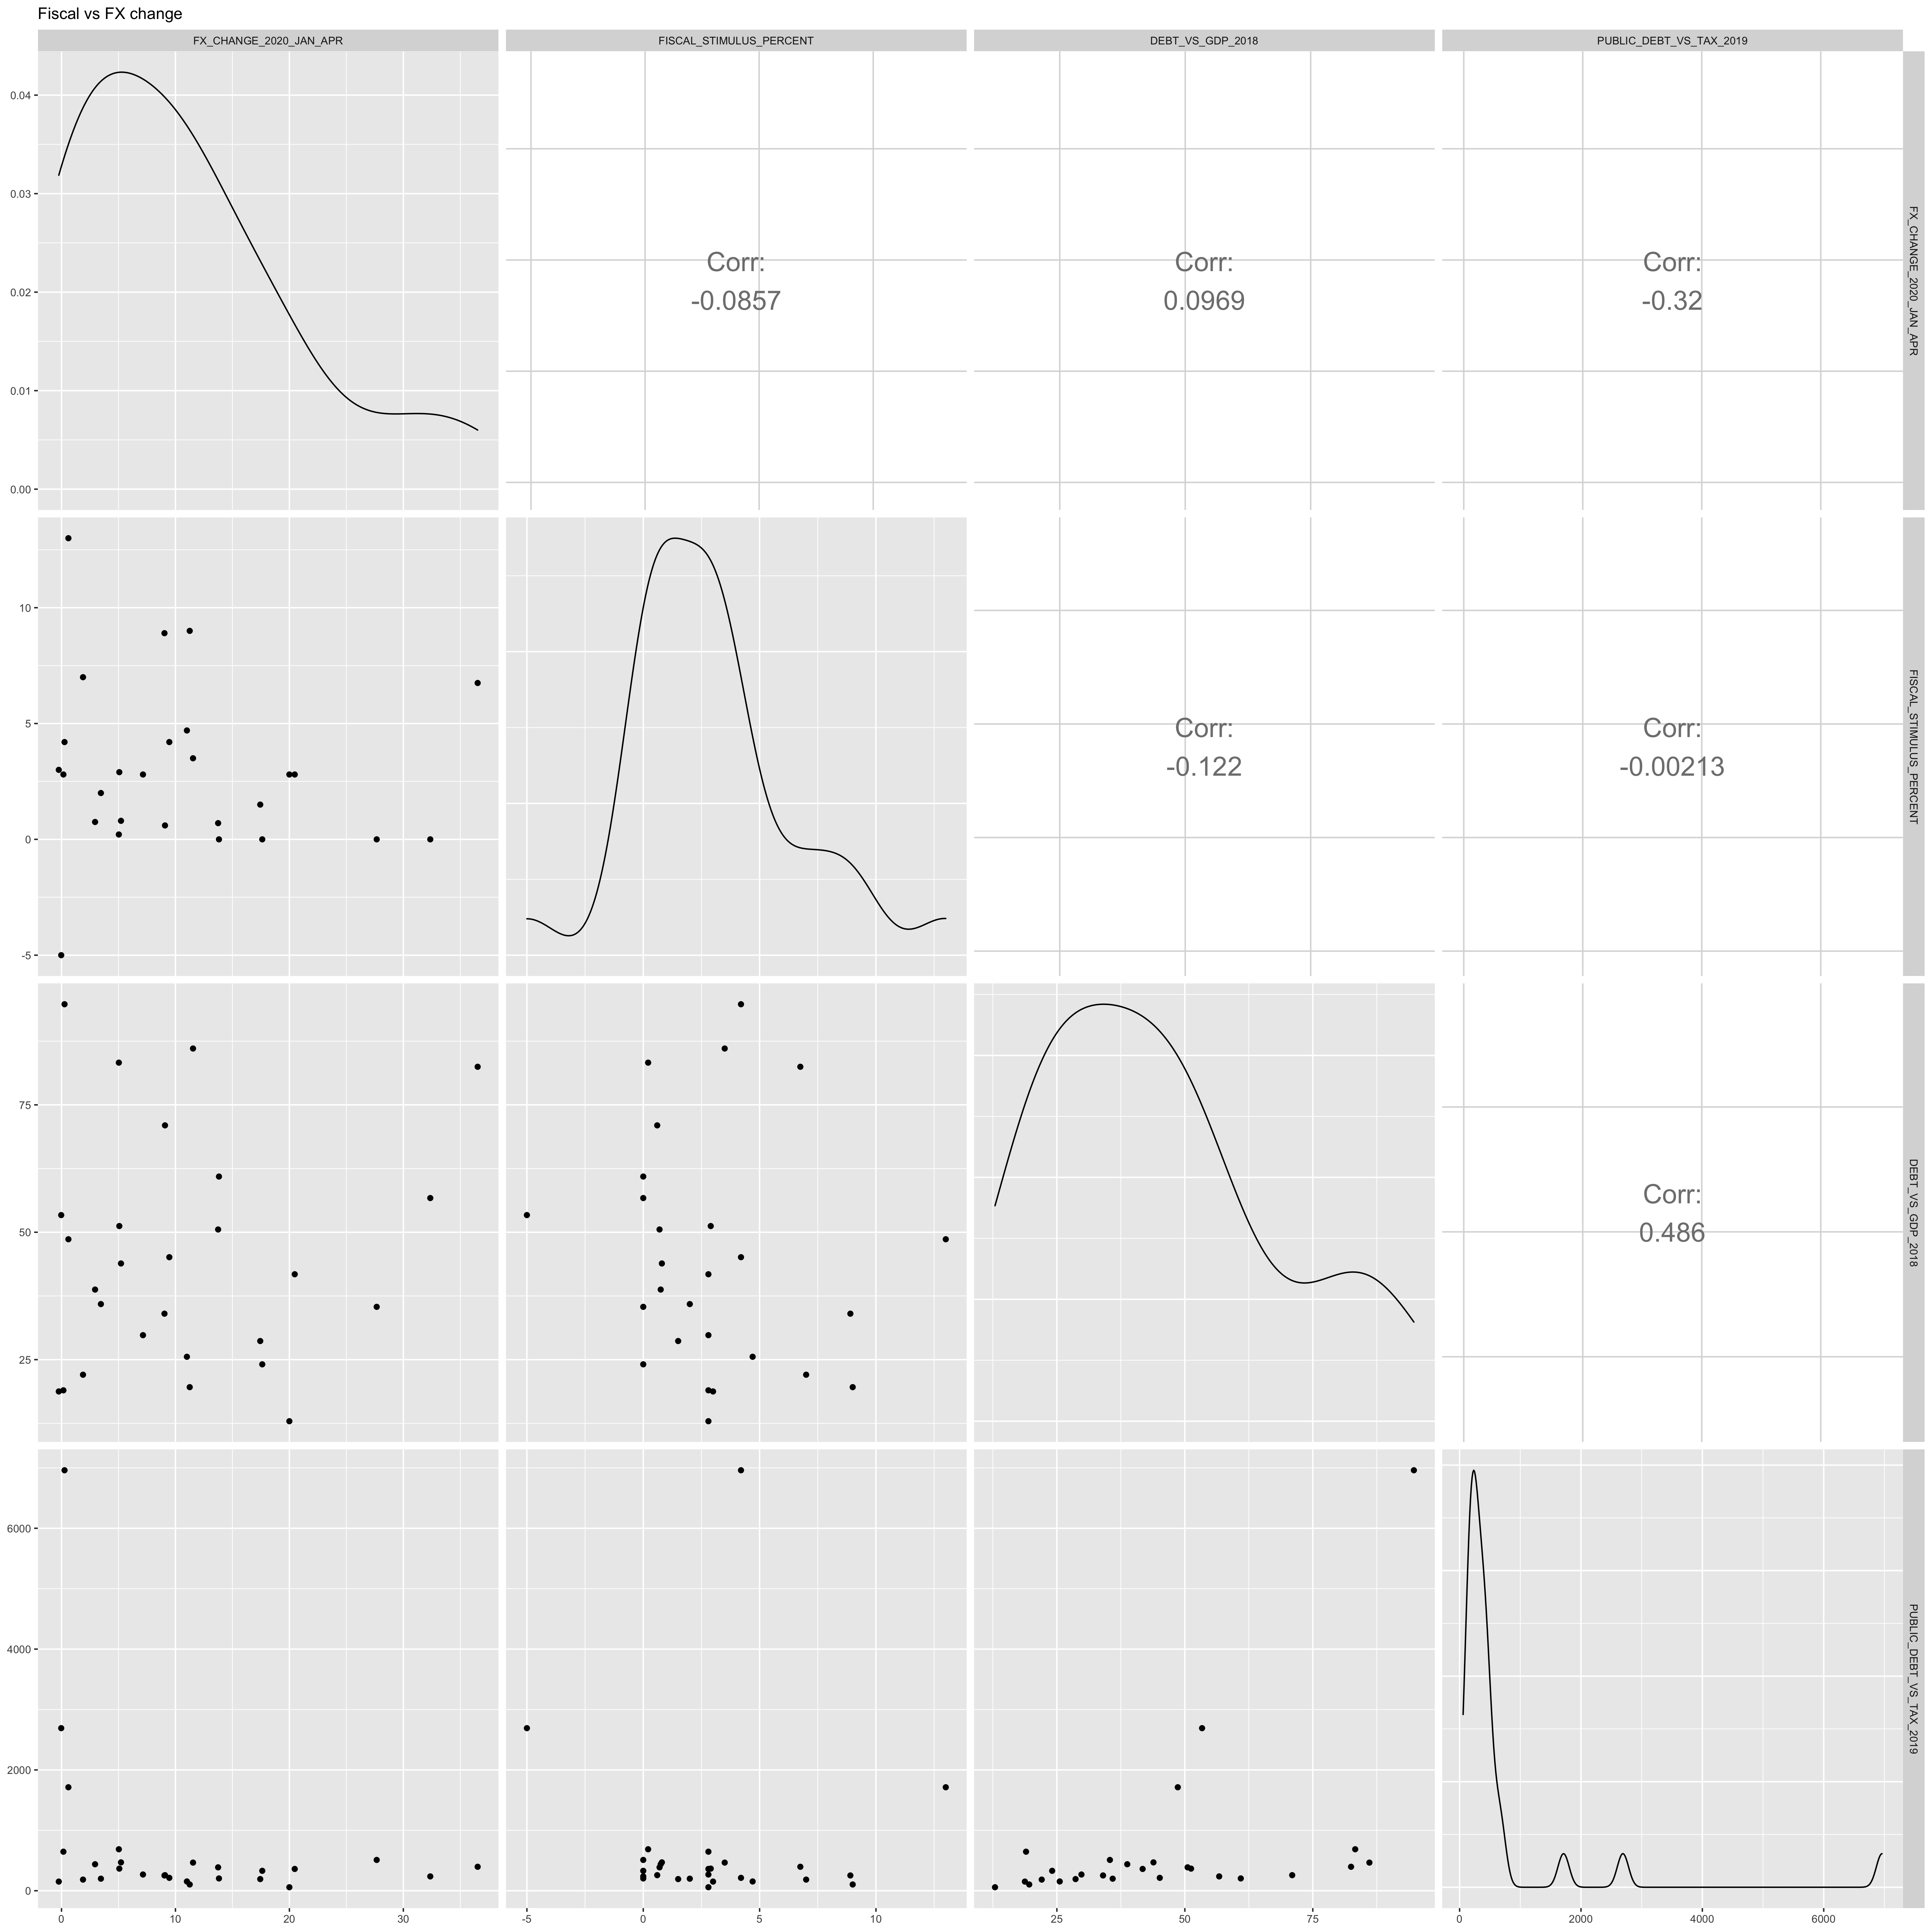 Fiscal vs FX change
FX_CHANGE_2020_JAN_APR
FISCAL_STIMULUS_PERCENT
DEBT_VS_GDP_2018
PUBLIC_DEBT_VS_TAX_2019
0.04
0.03
0.02
0.01
0.00
Corr:
-0.0857
Corr:
0.0969
Corr:
-0.32
FX_CHANGE_2020_JAN_APR
10
5
0
-5
Corr:
-0.122
Corr:
-0.00213
FISCAL_STIMULUS_PERCENT
75
50
25
Corr:
0.486
DEBT_VS_GDP_2018
6000
4000
2000
0
PUBLIC_DEBT_VS_TAX_2019
0
10
20
30
-5
0
5
10
25
50
75
0
2000
4000
6000